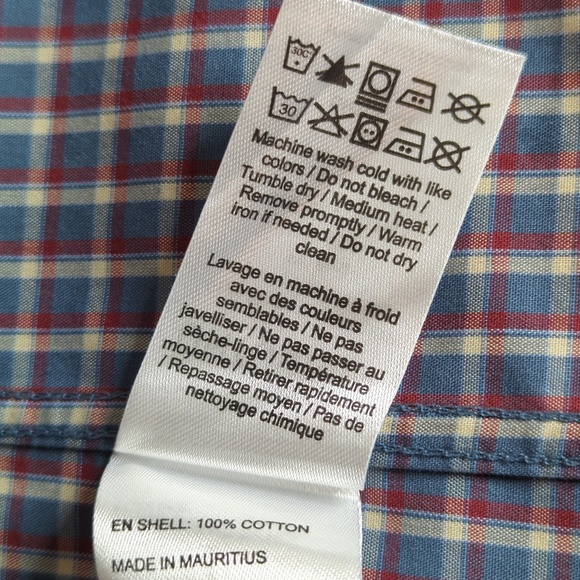 30C
30
Machine wash cold with like
colors / Do not bleach /
Tumble dry / Medium heat /
Remove promptly / Warm
iron if needed / Do not dry
clean
Lavage en machine à froid
avec des couleurs
semblables / Ne pas
javelliser / Ne pas passer au
sèche-linge / Température
moyenne / Retirer rapidement
/ Repassage moyen / Pas de
nettoyage chimique
EN SHELL: 100% COTTON
MADE IN MAURITIUS